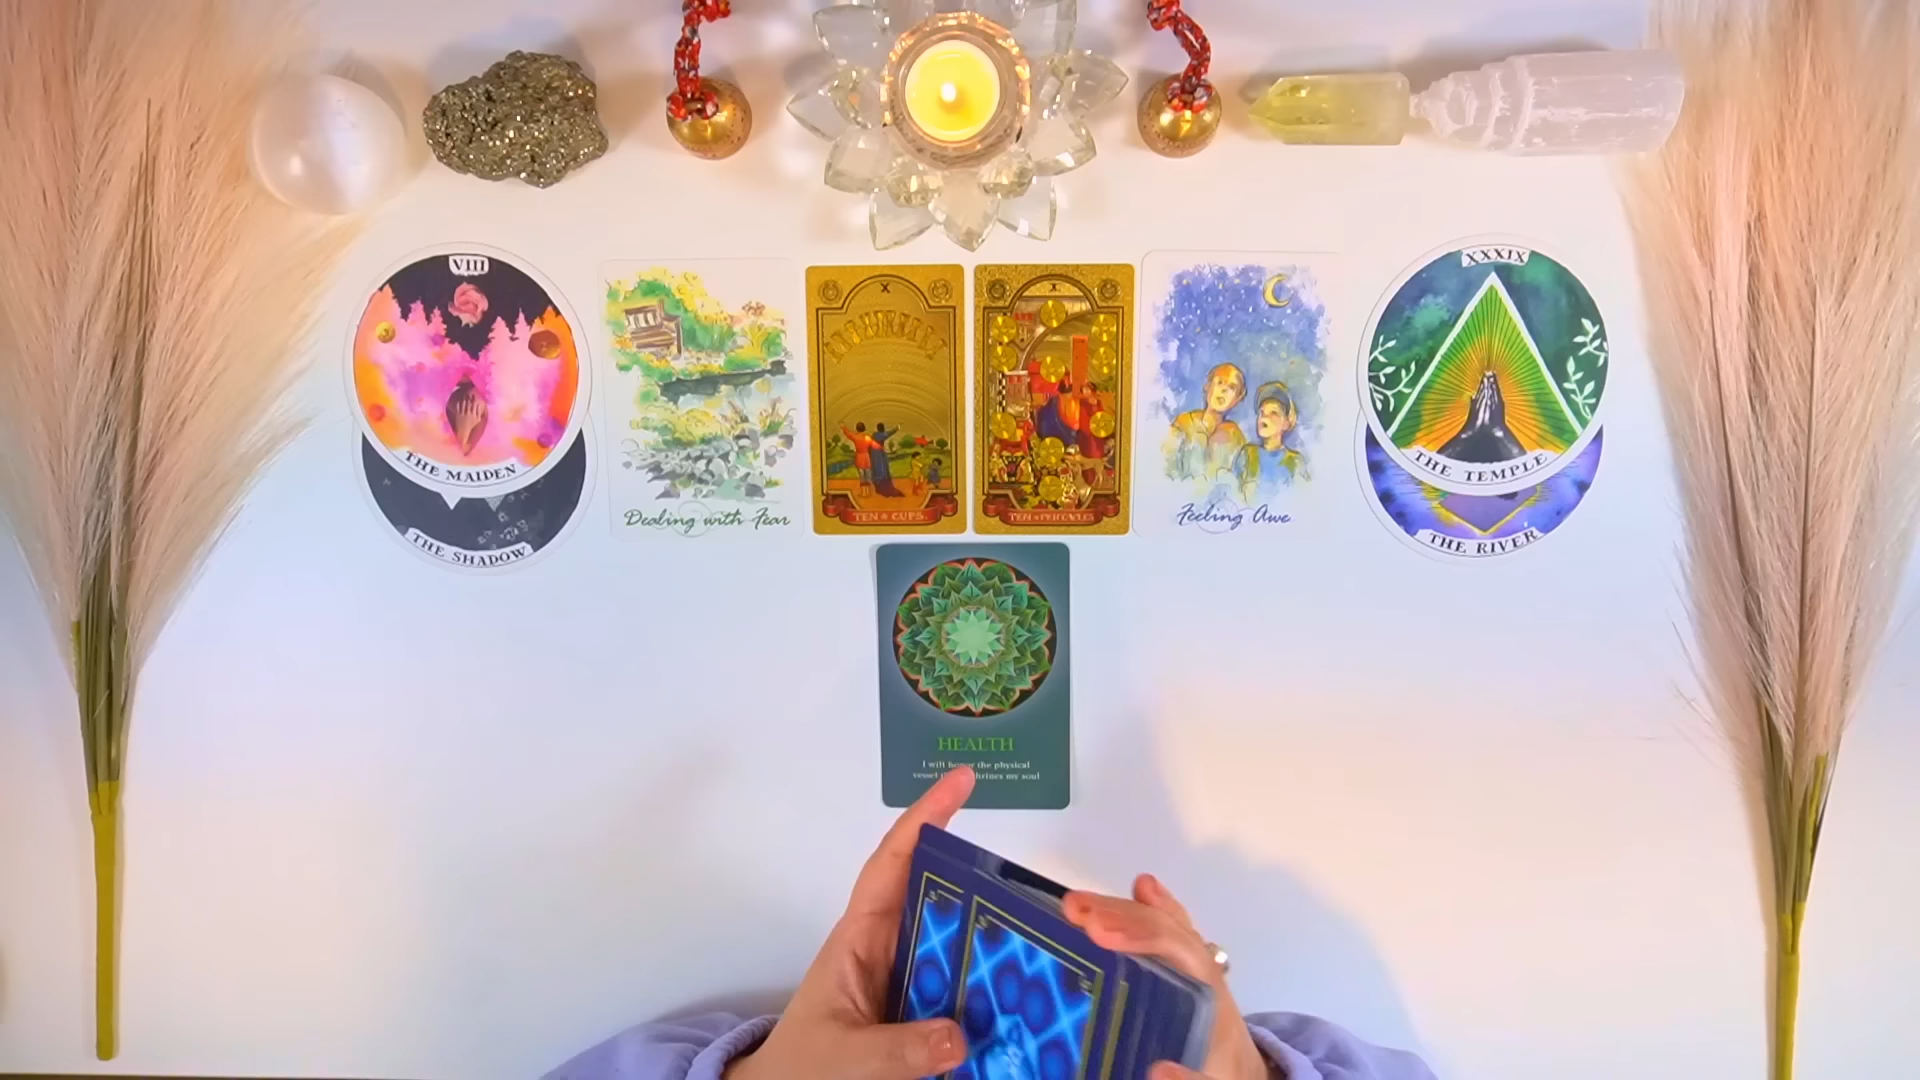 VIII
THE MAIDEN
THE SHADOW
Dealing with Fear
X
TEN OF CUPS.
X
TEN OF PENTACLES
Feeling Awe
XXXIX
THE TEMPLE
THE RIVER
HEALTH
I will honor the physical
vessel my soul